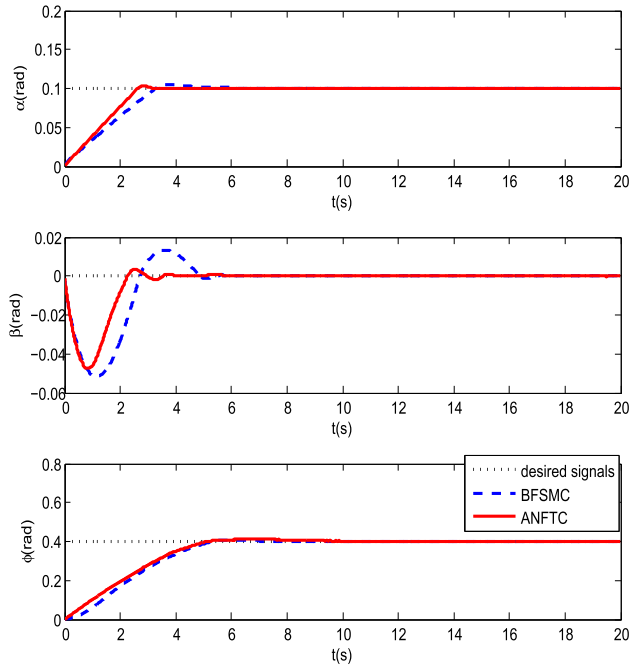 0.2
0.15
0.1
0.05
0
α(rad)
0 2 4 6 8 10 12 14 16 18 20
t(s)
0.02
0
−0.02
−0.04
−0.06
β(rad)
0 2 4 6 8 10 12 14 16 18 20
t(s)
0.8
0.6
0.4
0.2
0
ϕ(rad)
desired signals
BFSMC
ANFTC
0 2 4 6 8 10 12 14 16 18 20
t(s)